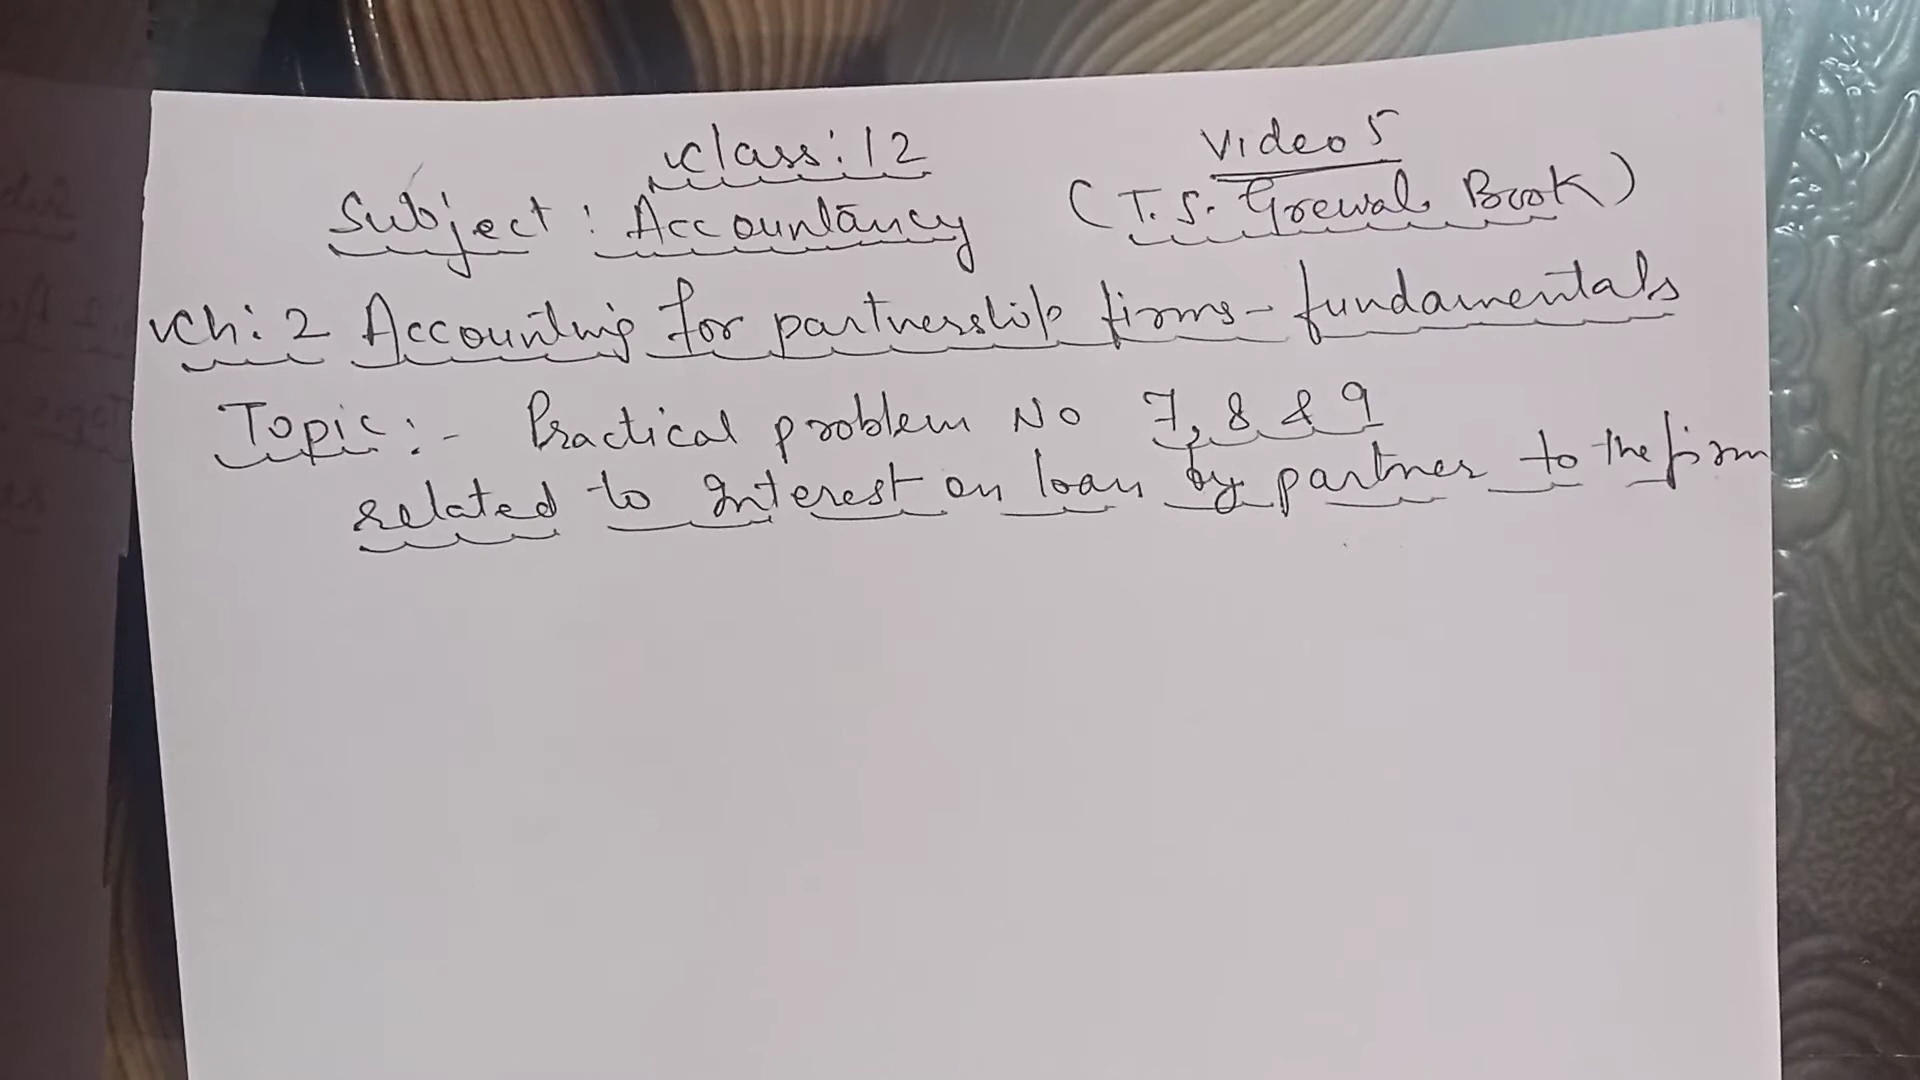 Class: 12
Video 5
Subject : Accountancy
(T.S. Grewal Book)
Ch: 2 Accounting for partnership firms - fundamentals
Topic :- Practical problem No 7, 8 & 9
related to Interest on loan by partner to the firm